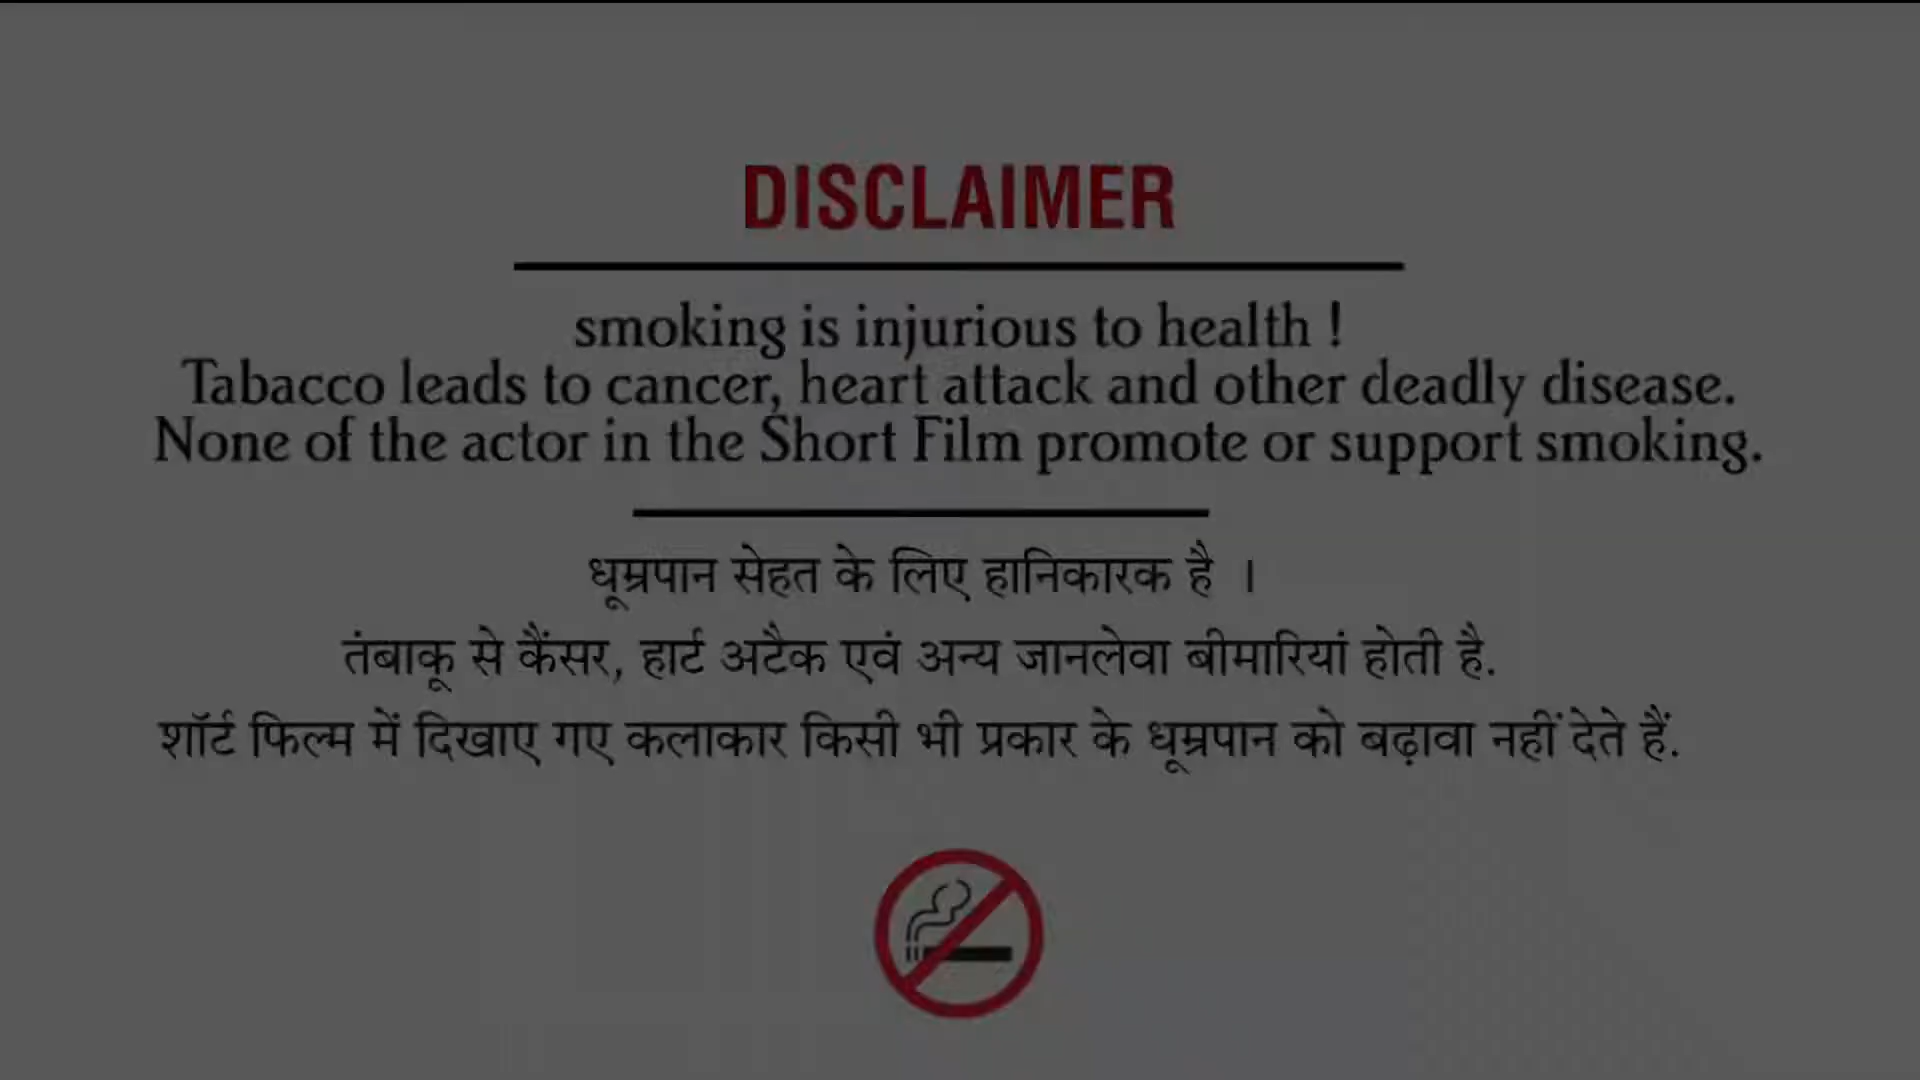 DISCLAIMER
smoking is injurious to health !
Tabacco leads to cancer, heart attack and other deadly disease.
None of the actor in the Short Film promote or support smoking.
धूम्रपान सेहत के लिए हानिकारक है ।
तंबाकू से कैंसर, हार्ट अटैक एवं अन्य जानलेवा बीमारियां होती है.
शॉर्ट फिल्म में दिखाए गए कलाकार किसी भी प्रकार के धूम्रपान को बढ़ावा नहीं देते हैं.